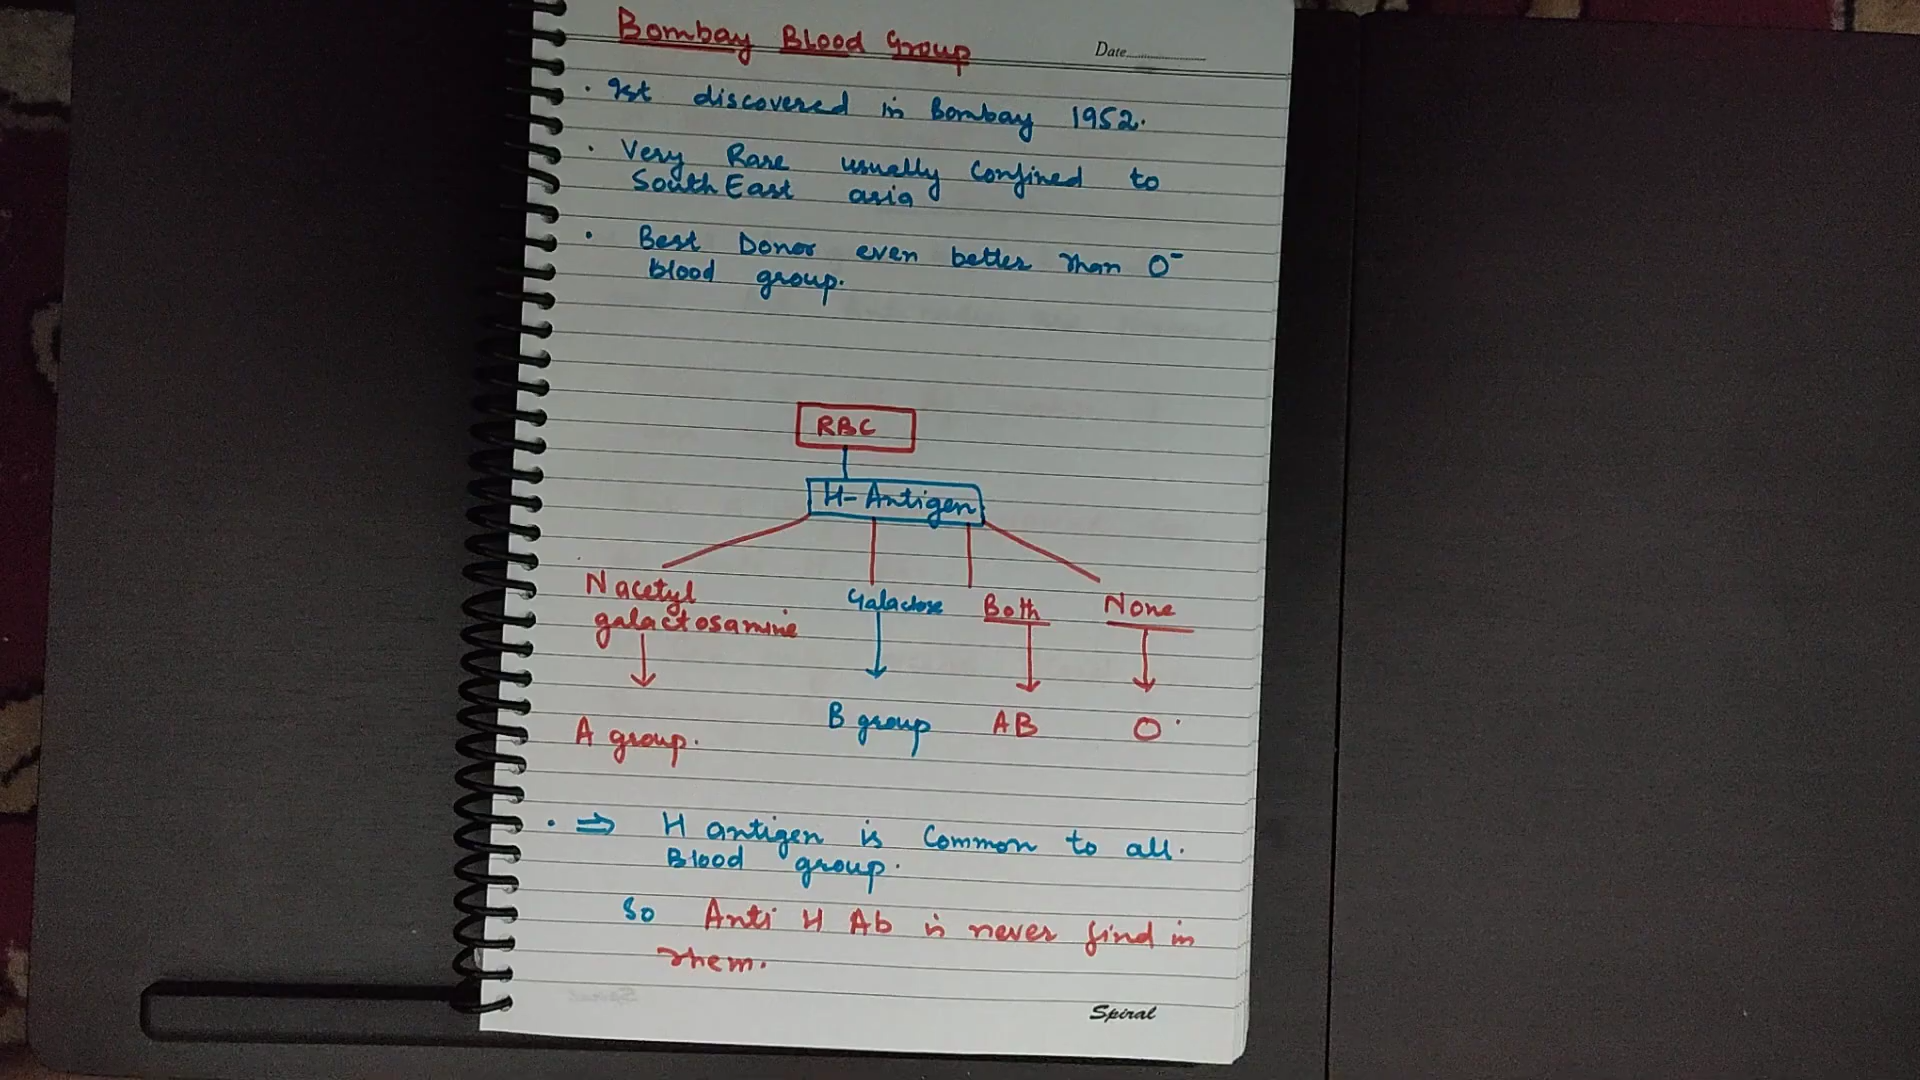 Bombay Blood Group
Date
· 1st discovered in Bombay 1952.
· Very Rare usually confined to
South East asia
· Best Donor even better than O⁻
blood group.
RBC
H-Antigen
N acetyl
galactosamine
Galactose
Both
None
A group.
B group
AB
O
· ⇒ H antigen is Common to all.
Blood group.
So Anti H Ab is never find in
them.
Spiral